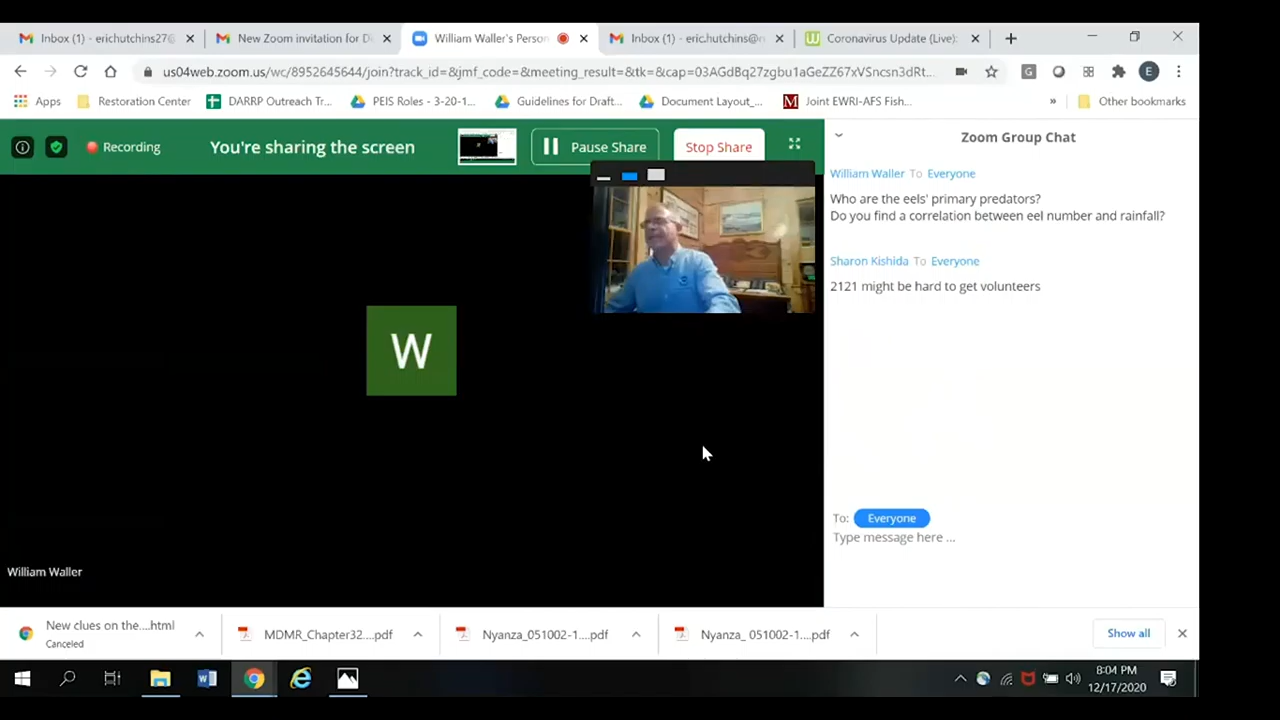 Inbox (1) - erichutchins27@
New Zoom invitation for D
William Waller's Person
Inbox (1) - eric.hutchins@n
Coronavirus Update (Live):
us04web.zoom.us/wc/8952645644/join?track_id=&jmf_code=&meeting_result=&tk=&cap=03AGdBq27zgbu1aGeZZ67xVSncsn3dRt...
Apps
Restoration Center
DARRP Outreach Tr...
PEIS Roles - 3-20-1...
Guidelines for Draft...
Document Layout_...
Joint EWRI-AFS Fish...
»
Other bookmarks
Recording
You're sharing the screen
Pause Share
Stop Share
Zoom Group Chat
William Waller To Everyone
Who are the eels' primary predators?
Do you find a correlation between eel number and rainfall?
Sharon Kishida To Everyone
2121 might be hard to get volunteers
W
To: Everyone
Type message here ...
William Waller
New clues on the....html
Canceled
MDMR_Chapter32....pdf
Nyanza_051002-1....pdf
Nyanza_ 051002-1....pdf
Show all
8:04 PM
12/17/2020